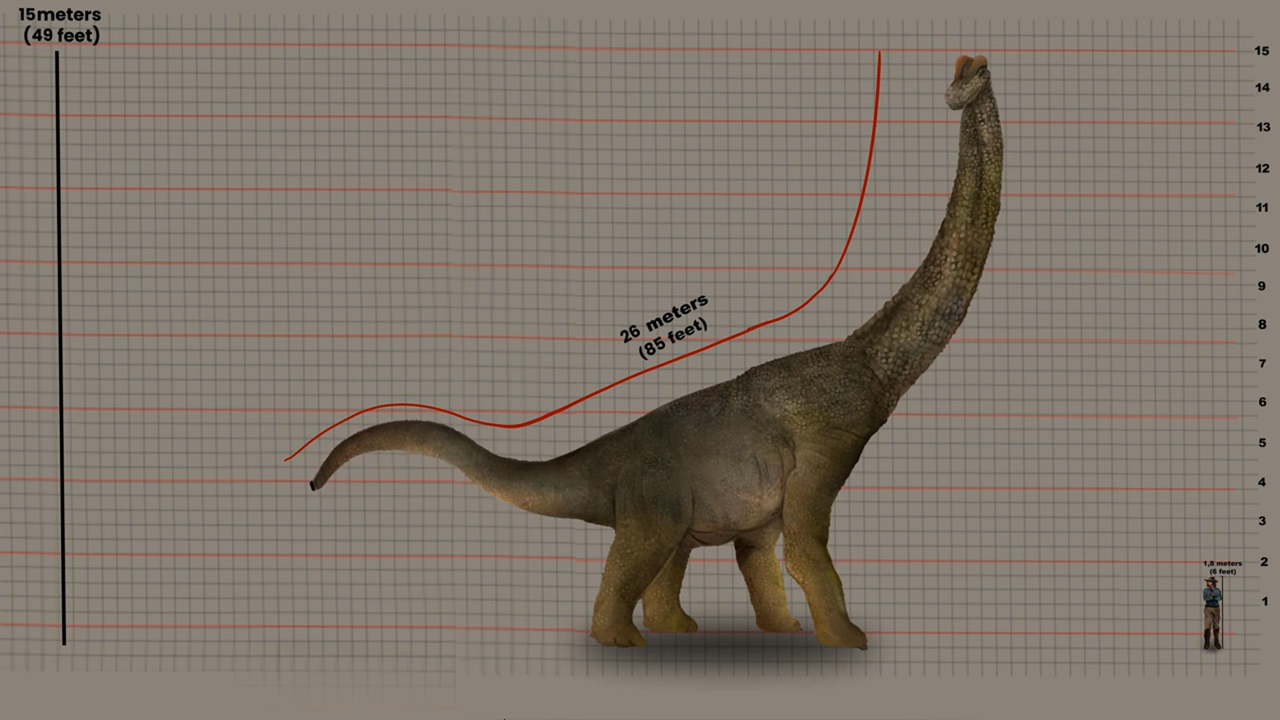 15meters
(49 feet)
26 meters
(85 feet)
15
14
13
12
11
10
9
8
7
6
5
4
3
2
1
1,8 meters
(6 feet)